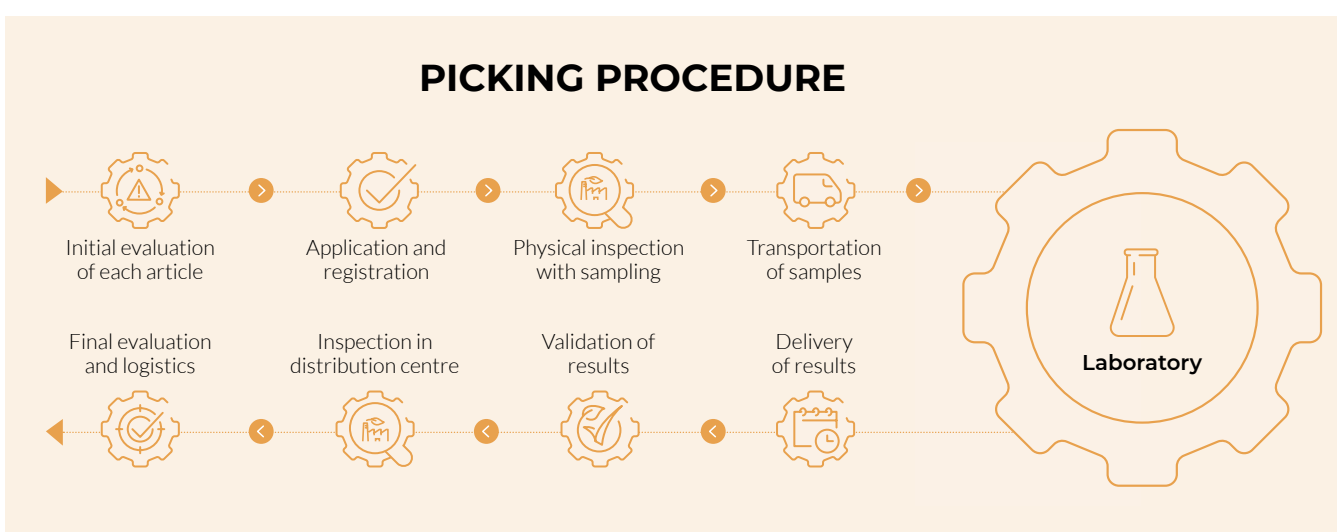 PICKING PROCEDURE
Initial evaluation
of each article
Application and
registration
Physical inspection
with sampling
Transportation
of samples
Laboratory
Final evaluation
and logistics
Inspection in
distribution centre
Validation of
results
Delivery
of results